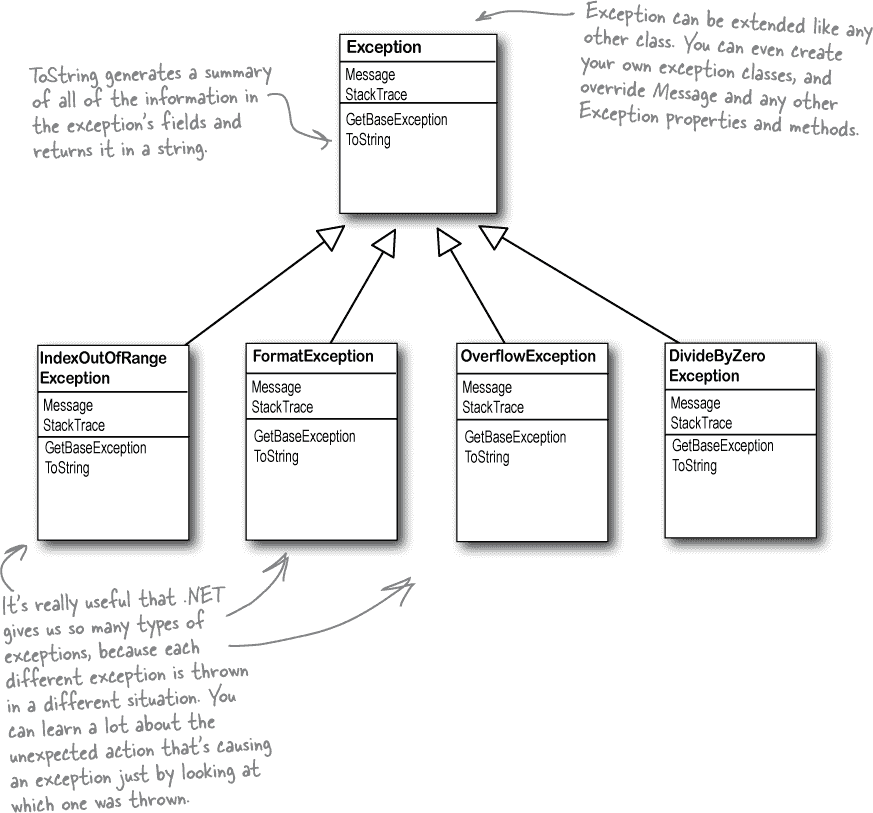 Exception can be extended like any
other class. You can even create
your own exception classes, and
override Message and any other
Exception properties and methods.
ToString generates a summary
of all of the information in
the exception's fields and
returns it in a string.
Exception
Message
StackTrace
GetBaseException
ToString
IndexOutOfRange
Exception
Message
StackTrace
GetBaseException
ToString
FormatException
Message
StackTrace
GetBaseException
ToString
OverflowException
Message
StackTrace
GetBaseException
ToString
DivideByZero
Exception
Message
StackTrace
GetBaseException
ToString
It's really useful that .NET
gives us so many types of
exceptions, because each
different exception is thrown
in a different situation. You
can learn a lot about the
unexpected action that's causing
an exception just by looking at
which one was thrown.